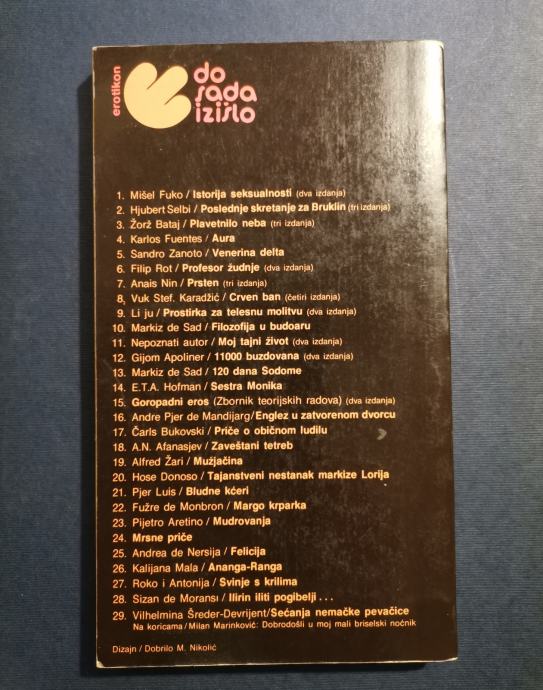 erotikon
do
sada
izišlo
1. Mišel Fuko / Istorija seksualnosti (dva izdanja)
2. Hjubert Selbi / Poslednje skretanje za Bruklin (tri izdanja)
3. Žorž Bataj / Plavetnilo neba (tri izdanja)
4. Karlos Fuentes / Aura
5. Sandro Zanoto / Venerina delta
6. Filip Rot / Profesor žudnje (dva izdanja)
7. Anais Nin / Prsten (tri izdanja)
8. Vuk Stef. Karadžić / Crven ban (četiri izdanja)
9. Li ju / Prostirka za telesnu molitvu (dva izdanja)
10. Markiz de Sad / Filozofija u budoaru
11. Nepoznati autor / Moj tajni život (dva izdanja)
12. Gijom Apoliner / 11000 buzdovana (dva izdanja)
13. Markiz de Sad / 120 dana Sodome
14. E.T.A. Hofman / Sestra Monika
15. Goropadni eros (Zbornik teorijskih radova) (dva izdanja)
16. Andre Pjer de Mandijarg / Englez u zatvorenom dvorcu
17. Čarls Bukovski / Priče o običnom ludilu
18. A.N. Afanasjev / Zaveštani tetreb
19. Alfred Žari / Mužjačina
20. Hose Donoso / Tajanstveni nestanak markize Lorija
21. Pjer Luis / Bludne kćeri
22. Fužre de Monbron / Margo krparka
23. Pijetro Aretino / Mudrovanja
24. Mrsne priče
25. Andrea de Nersija / Felicija
26. Kalijana Mala / Ananga-Ranga
27. Roko i Antonija / Svinje s krilima
28. Sizan de Moransı / Ilirin iliti pogibelji . . .
29. Vilhelmina Šreder-Devrijent/Sećanja nemačke pevačice
Na koricama / Milan Marinković: Dobrodošli u moj mali briselski noćnik
Dizajn / Dobrilo M. Nikolić